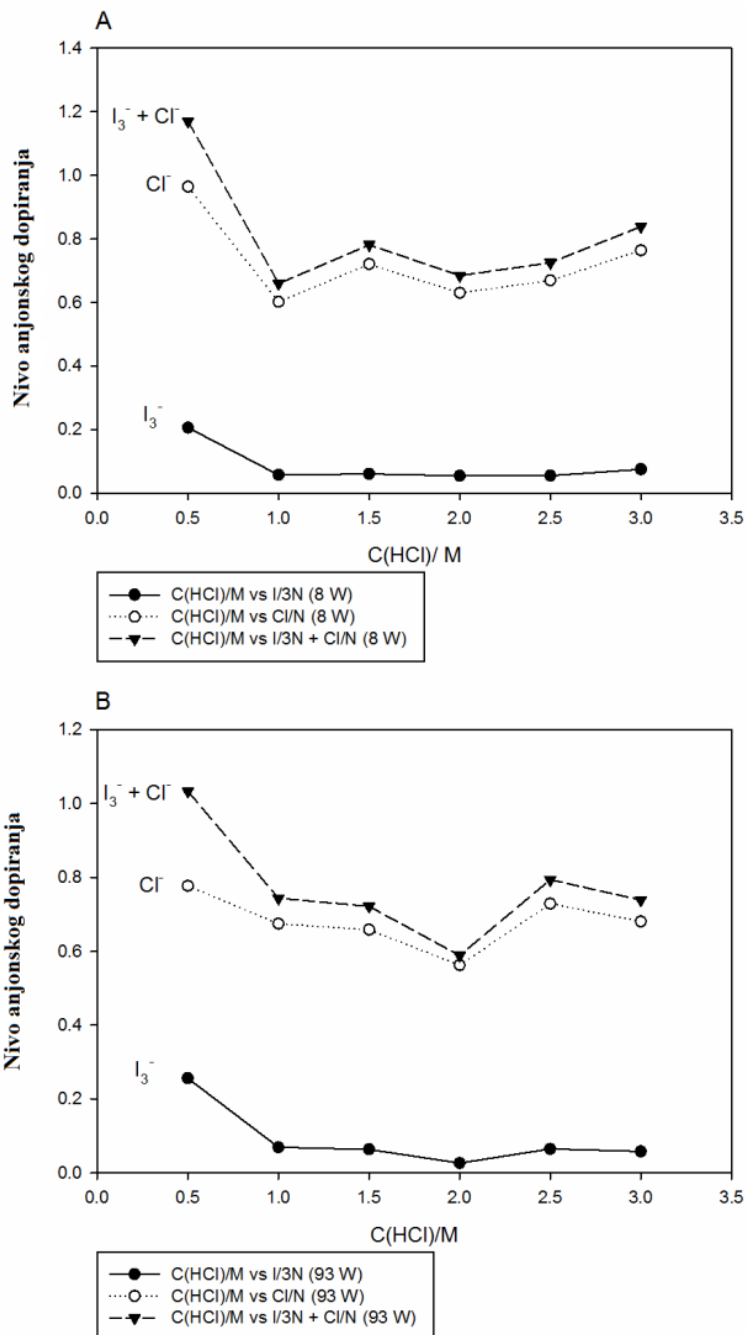 A
Nivo anjonskog dopiranja
1.4
1.2
1.0
0.8
0.6
0.4
0.2
0.0
I₃⁻ + Cl⁻
Cl⁻
I₃⁻
0.0 0.5 1.0 1.5 2.0 2.5 3.0 3.5
C(HCl)/ M
C(HCl)/M vs I/3N (8 W)
C(HCl)/M vs Cl/N (8 W)
C(HCl)/M vs I/3N + Cl/N (8 W)
B
Nivo anjonskog dopiranja
1.2
1.0
0.8
0.6
0.4
0.2
0.0
I₃⁻ + Cl⁻
Cl⁻
I₃⁻
0.0 0.5 1.0 1.5 2.0 2.5 3.0 3.5
C(HCl)/M
C(HCl)/M vs I/3N (93 W)
C(HCl)/M vs Cl/N (93 W)
C(HCl)/M vs I/3N + Cl/N (93 W)